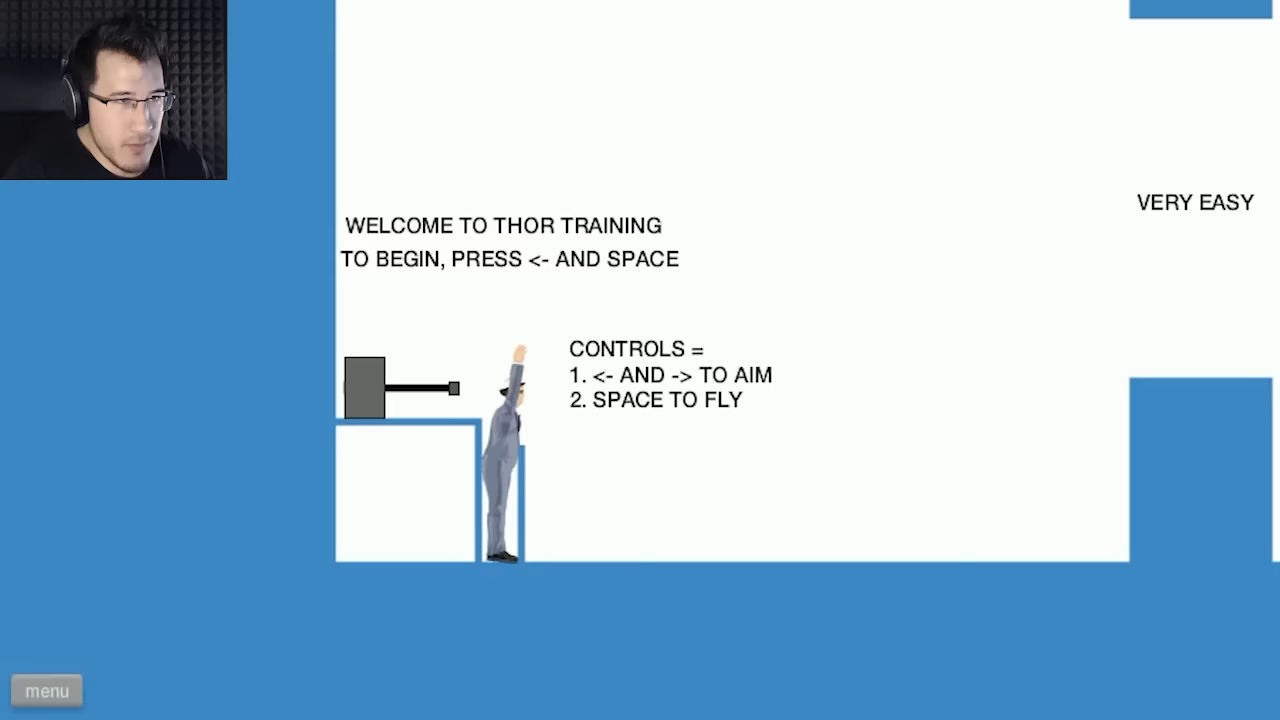 VERY EASY
WELCOME TO THOR TRAINING
TO BEGIN, PRESS <- AND SPACE
CONTROLS =
1. <- AND -> TO AIM
2. SPACE TO FLY
menu